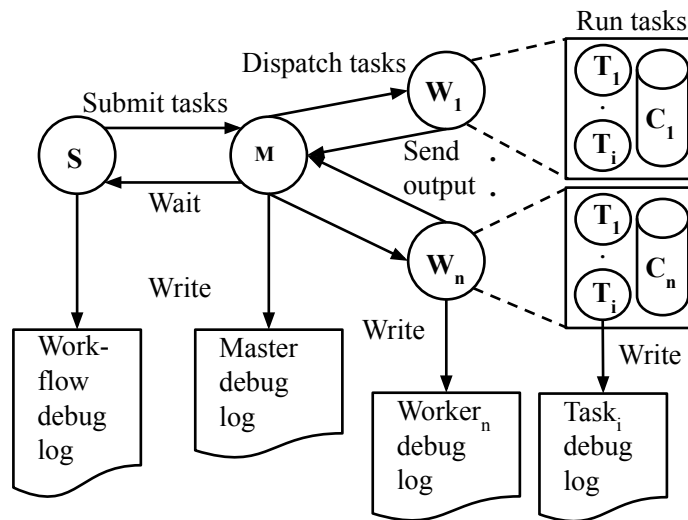 Run tasks
Dispatch tasks
Submit tasks
S
M
W1
T1
.
Ti
C1
Send
output
.
.
Wait
Wn
T1
.
Ti
Cn
Write
Write
Write
Work-
flow
debug
log
Master
debug
log
Workern
debug
log
Taski
debug
log